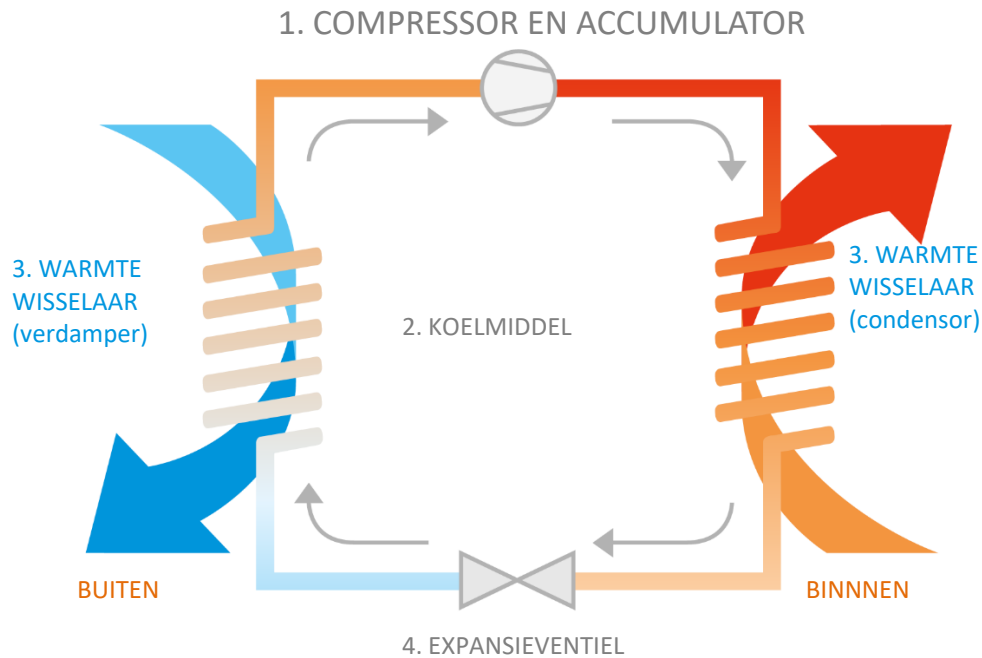 1. COMPRESSOR EN ACCUMULATOR
3. WARMTE
WISSELAAR
(verdamper)
2. KOELMIDDEL
3. WARMTE
WISSELAAR
(condensor)
BUITEN
BINNNEN
4. EXPANSIEVENTIEL